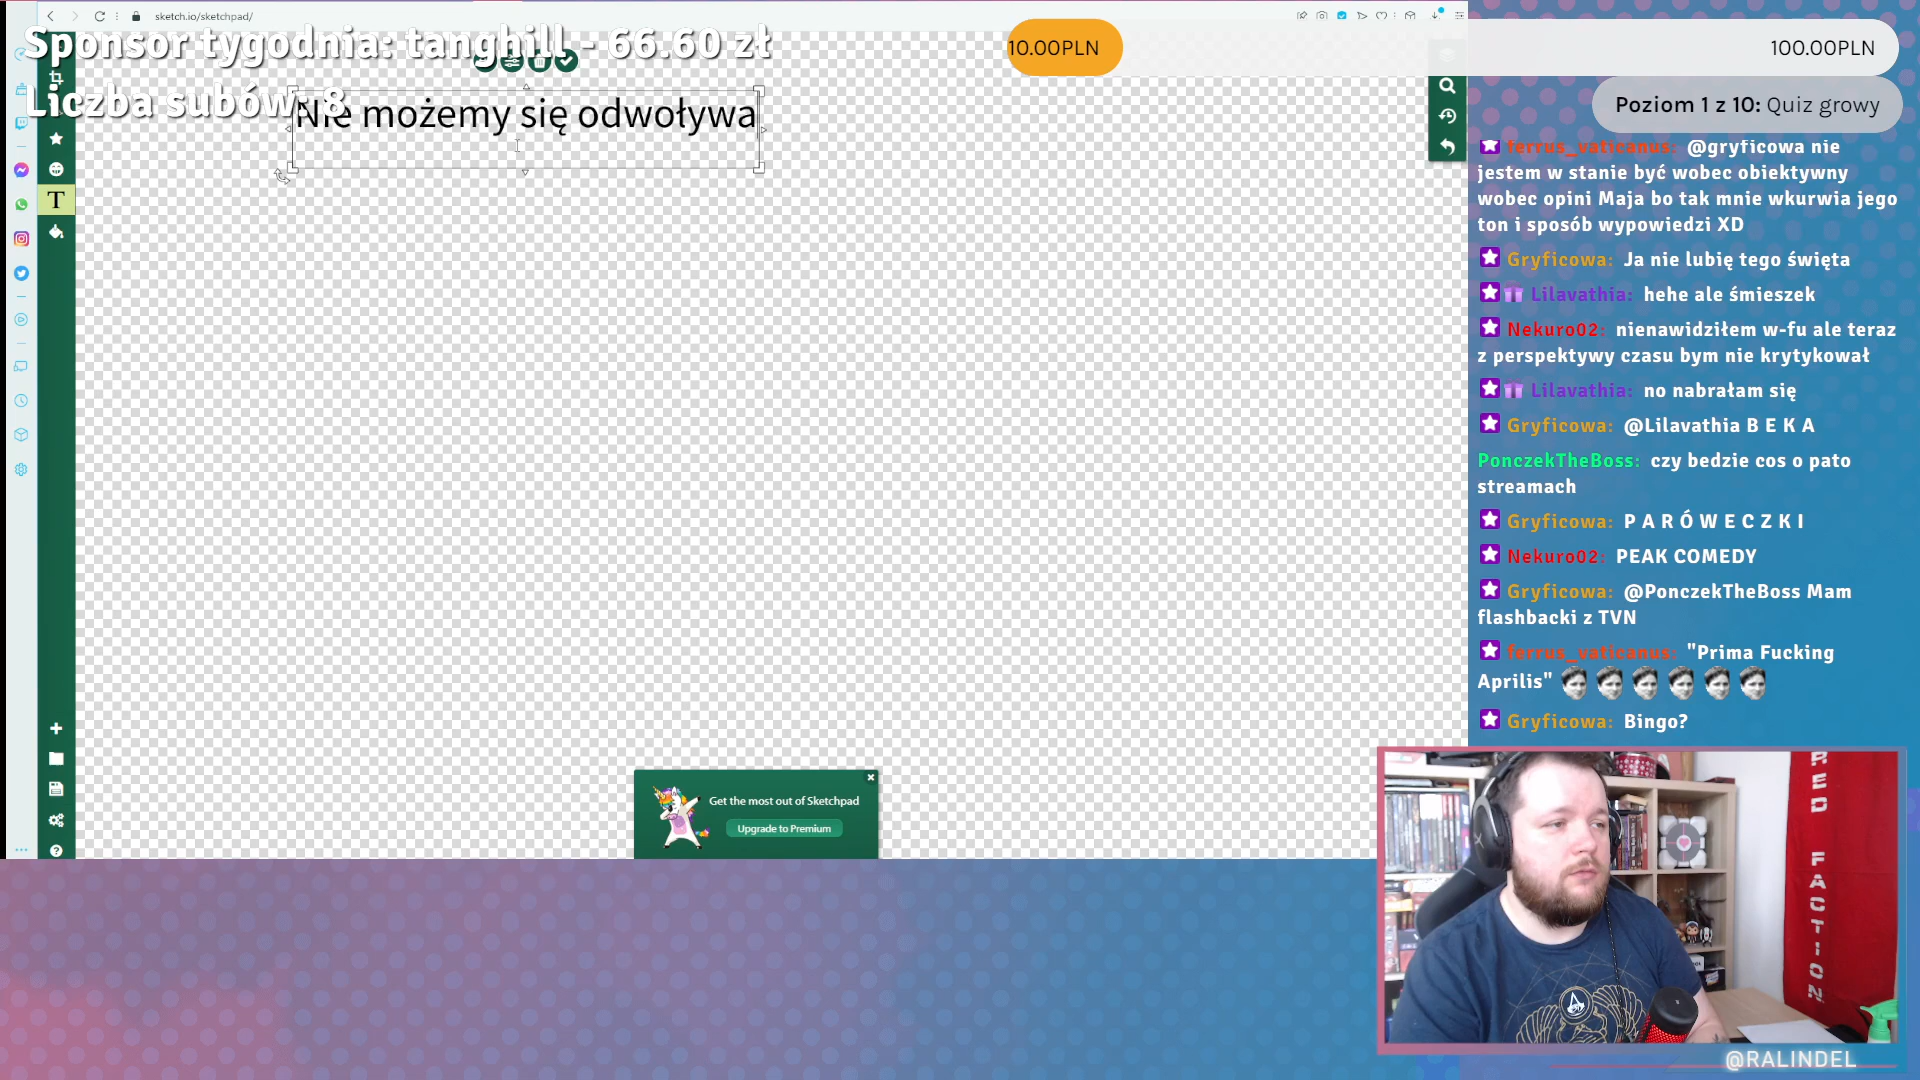 sketch.io/sketchpad/
Sponsor tygodnia: tanghill - 66.60 zł
Liczba subów: 8
10.00PLN
100.00PLN
Poziom 1 z 10: Quiz growy
Nie możemy się odwoływa
T
ferrus_vaticanus: @gryficowa nie
jestem w stanie być wobec obiektywny
wobec opini Maja bo tak mnie wkurwia jego
ton i sposób wypowiedzi XD
Gryficowa: Ja nie lubię tego święta
Lilavathia: hehe ale śmieszek
Nekuro02: nienawidziłem w-fu ale teraz
z perspektywy czasu bym nie krytykował
Lilavathia: no nabrałam się
Gryficowa: @Lilavathia B E K A
PonczekTheBoss: czy bedzie cos o pato
streamach
Gryficowa: P A R Ó W E C Z K I
Nekuro02: PEAK COMEDY
Gryficowa: @PonczekTheBoss Mam
flashbacki z TVN
ferrus_vaticanus: "Prima Fucking
Aprilis"
Gryficowa: Bingo?
Get the most out of Sketchpad
Upgrade to Premium
RED FACTION
@RALINDEL